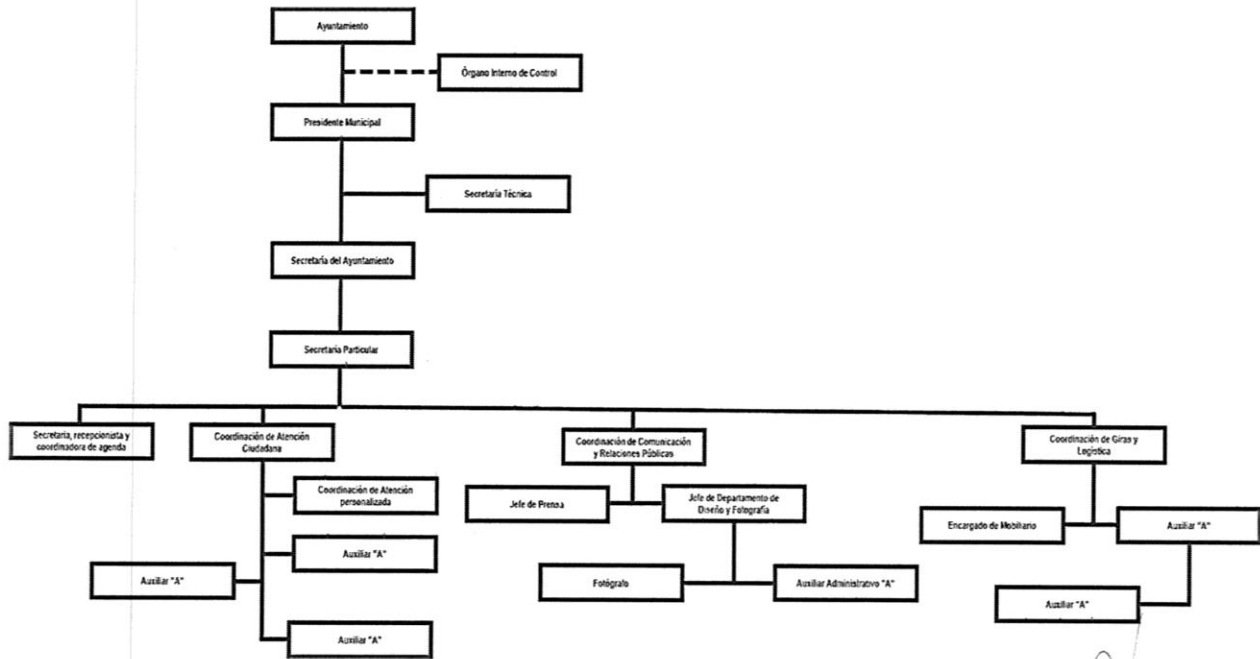 Ayuntamiento
Órgano Interno de Control
Presidente Municipal
Secretaría Técnica
Secretaría del Ayuntamiento
Secretaría Particular
Secretaria, recepcionista y
coordinadora de agenda
Coordinación de Atención
Ciudadana
Coordinación de Comunicación
y Relaciones Públicas
Coordinación de Giras y
Logística
Coordinación de Atención
personalizada
Jefe de Prensa
Jefe de Departamento de
Diseño y Fotografía
Encargado de Mobiliario
Auxiliar "A"
Auxiliar "A"
Auxiliar "A"
Fotógrafo
Auxiliar Administrativo "A"
Auxiliar "A"
Auxiliar "A"